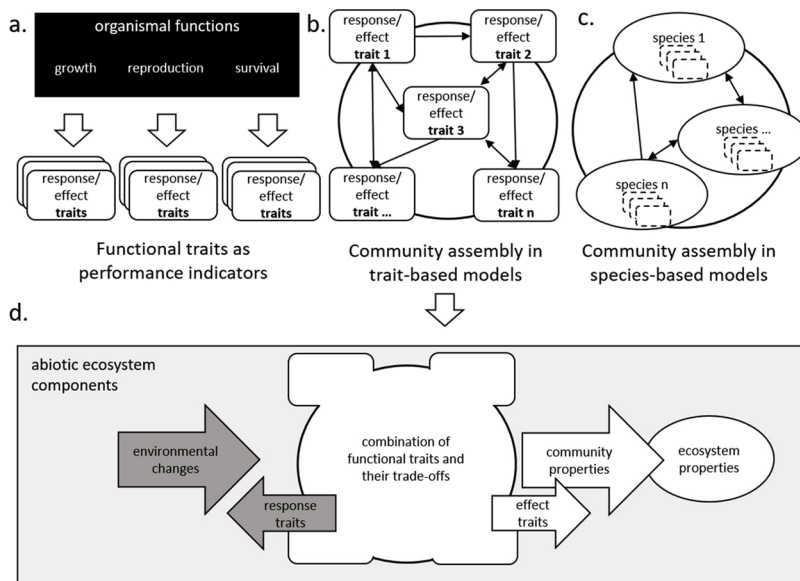 a.
organismal functions
growth reproduction survival
response/
effect
traits
response/
effect
traits
response/
effect
traits
Functional traits as
performance indicators
b.
response/
effect
trait 1
response/
effect
trait 2
response/
effect
trait 3
response/
effect
trait ...
response/
effect
trait n
Community assembly in
trait-based models
c.
species 1
species ...
species n
Community assembly in
species-based models
d.
abiotic ecosystem
components
environmental
changes
response
traits
combination of
functional traits and
their trade-offs
community
properties
effect
traits
ecosystem
properties